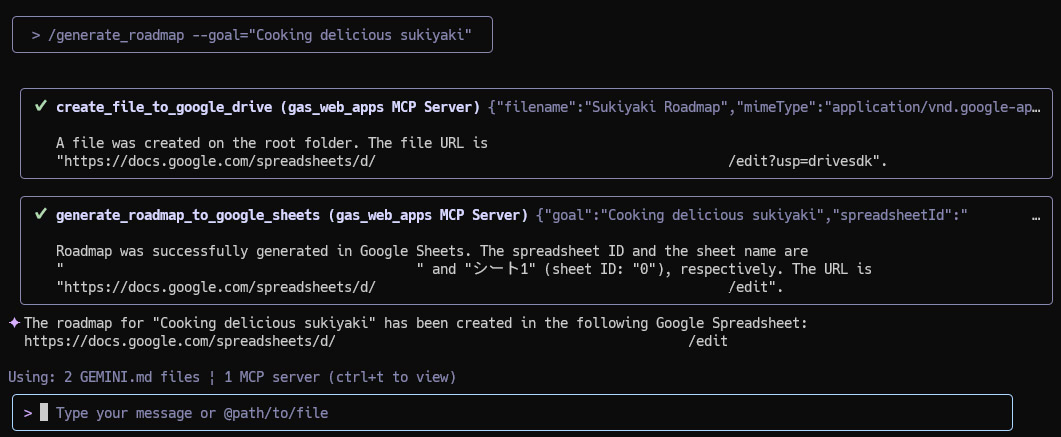 > /generate_roadmap --goal="Cooking delicious sukiyaki"
✔ create_file_to_google_drive (gas_web_apps MCP Server) {"filename":"Sukiyaki Roadmap","mimeType":"application/vnd.google-ap…
A file was created on the root folder. The file URL is
"https://docs.google.com/spreadsheets/d/ /edit?usp=drivesdk".
✔ generate_roadmap_to_google_sheets (gas_web_apps MCP Server) {"goal":"Cooking delicious sukiyaki","spreadsheetId":" " …
Roadmap was successfully generated in Google Sheets. The spreadsheet ID and the sheet name are
" " and "シート1" (sheet ID: "0"), respectively. The URL is
"https://docs.google.com/spreadsheets/d/ /edit".
✦ The roadmap for "Cooking delicious sukiyaki" has been created in the following Google Spreadsheet:
https://docs.google.com/spreadsheets/d/ /edit
Using: 2 GEMINI.md files ¦ 1 MCP server (ctrl+t to view)
> Type your message or @path/to/file